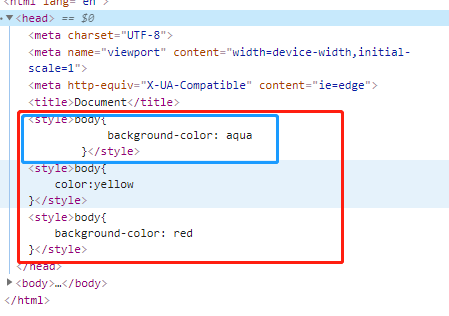 <html lang="en">
▼<head> == $0
<meta charset="UTF-8">
<meta name="viewport" content="width=device-width,initial-
scale=1">
<meta http-equiv="X-UA-Compatible" content="ie=edge">
<title>Document</title>
<style>body{
background-color: aqua
}</style>
<style>body{
color:yellow
}</style>
<style>body{
background-color: red
}</style>
</head>
▶<body>…</body>
</html>